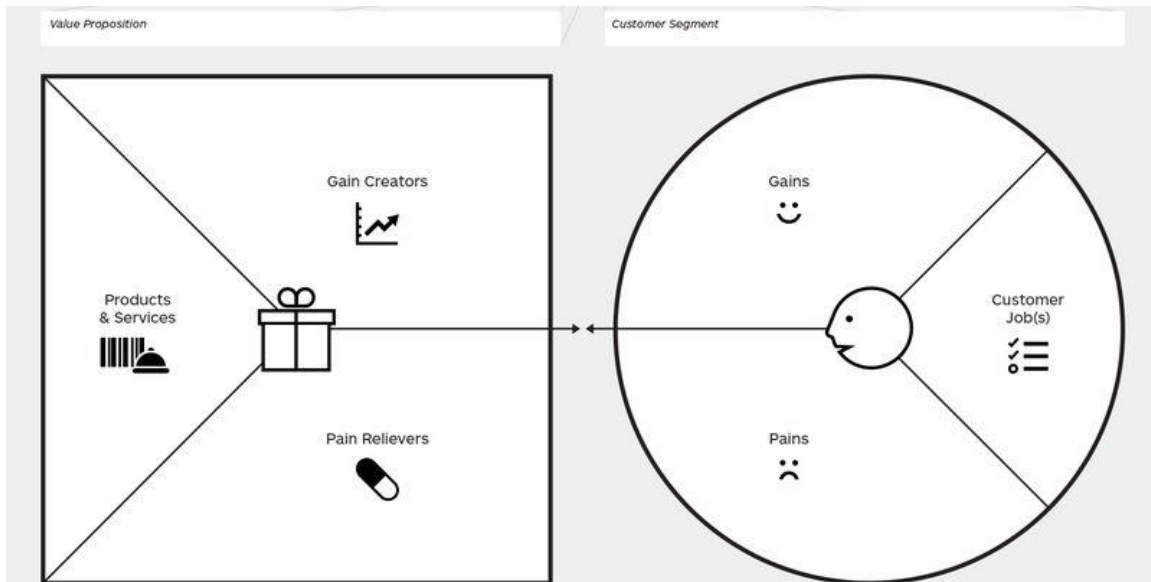 Value Proposition
Customer Segment
Gain Creators
Products
& Services
Pain Relievers
Gains
Customer
Job(s)
Pains